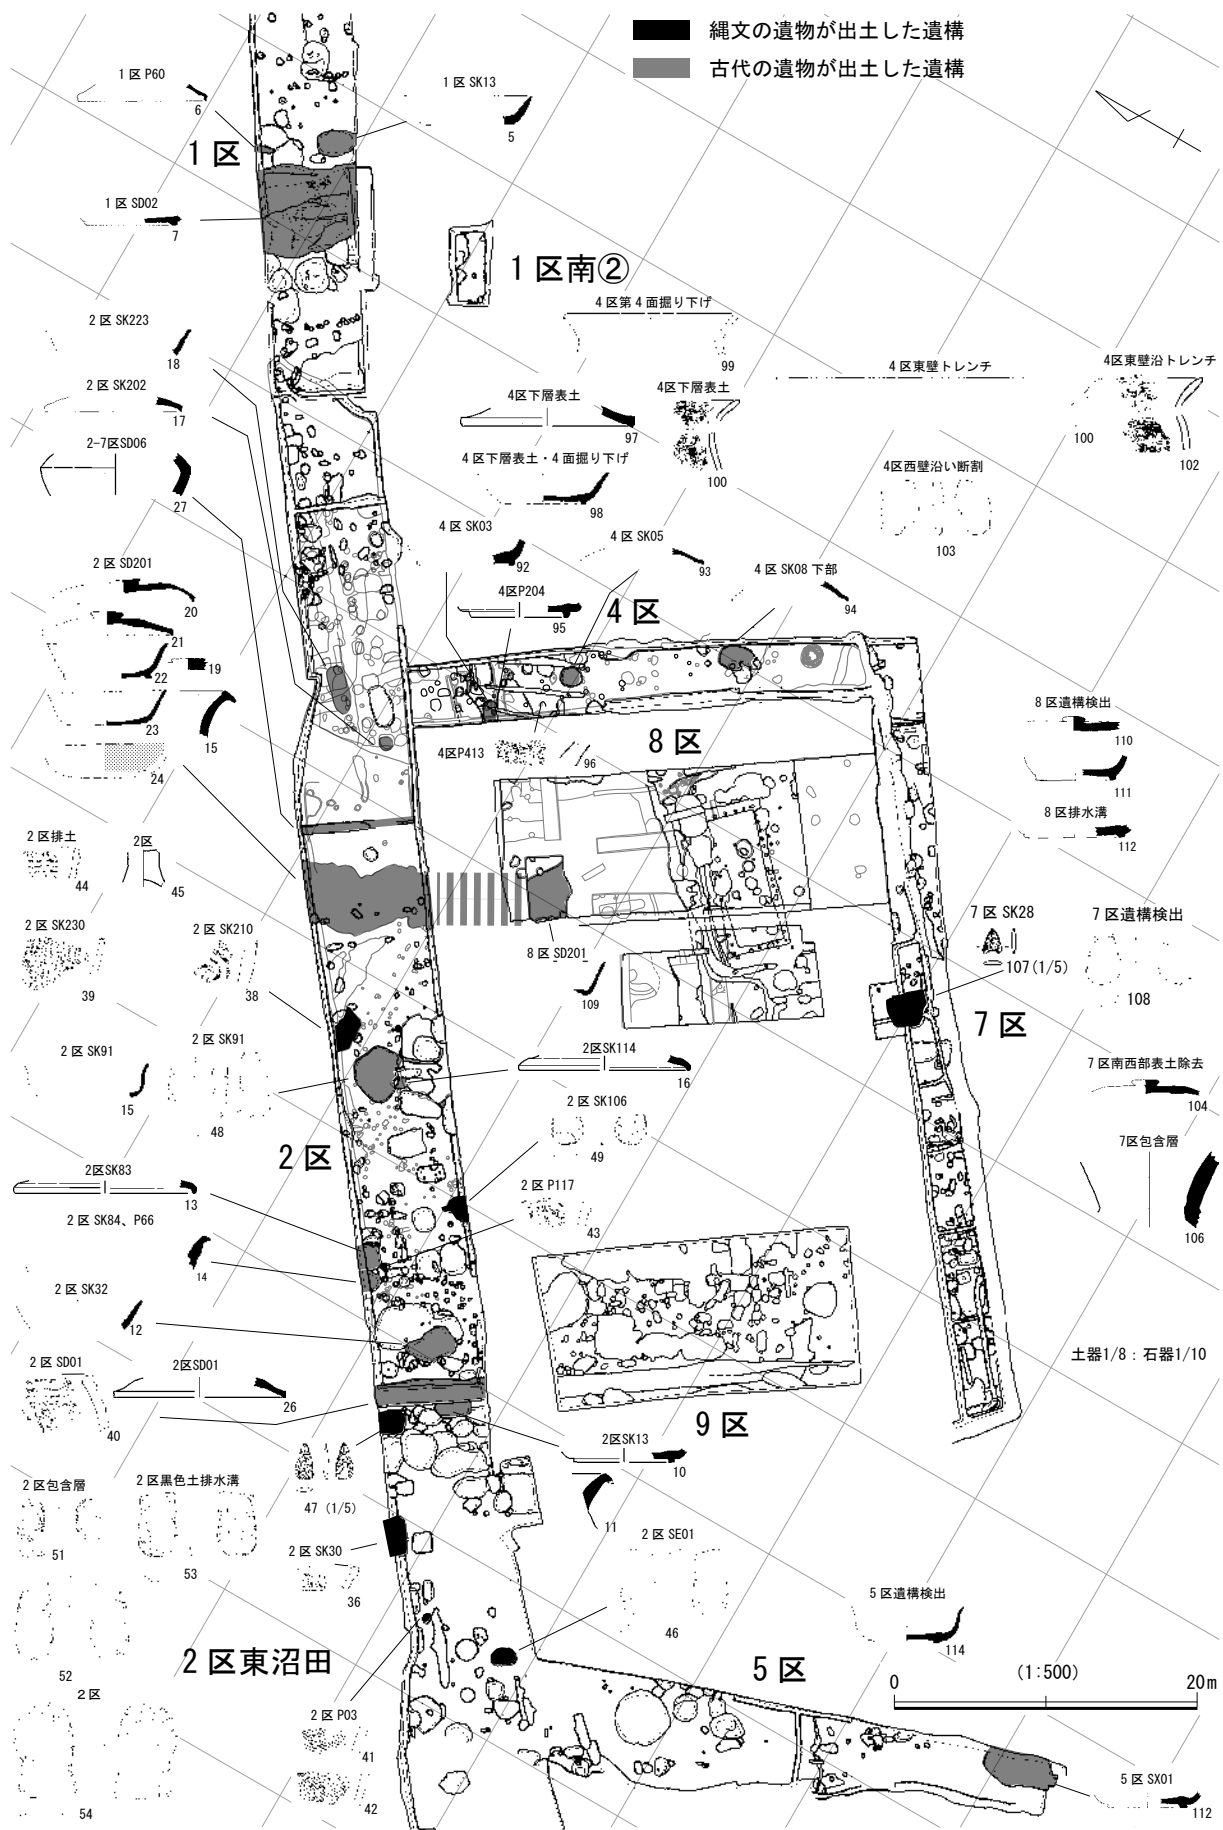 縄文の遺物が出土した遺構
古代の遺物が出土した遺構
1区 P60
6
1区 SK13
5
1区
1区 SD02
7
1区南②
4区第4面掘り下げ
99
2区 SK223
18
4区東壁トレンチ
100
4区東壁沿トレンチ
102
2区 SK202
17
4区下層表土
97
4区下層表土
100
2-7区SD06
27
4区下層表土・4面掘り下げ
98
4区西壁沿い断割
103
4区 SK03
92
4区 SK05
93
2区 SD201
20
21
22
19
23
15
24
4区P204
95
4区
4区 SK08 下部
94
8区遺構検出
110
111
8区排水溝
112
4区P413
96
8区
2区排土
44
2区
45
2区 SK230
39
2区 SK210
38
8区 SD201
109
7区 SK28
107(1/5)
7区遺構検出
108
7区
2区 SK91
15
2区 SK91
48
2区SK114
16
7区南西部表土除去
104
2区 SK106
49
2区
7区包含層
106
2区SK83
13
2区 P117
43
2区 SK84、P66
14
2区 SK32
12
土器1/8:石器1/10
2区 SD01
40
2区SD01
26
9区
2区SK13
10
11
47 (1/5)
2区包含層
51
2区黒色土排水溝
53
2区 SK30
36
2区 SE01
46
5区遺構検出
114
52
2区東沼田
5区
(1:500)
0
20m
2区
54
2区 P03
41
42
5区 SX01
112